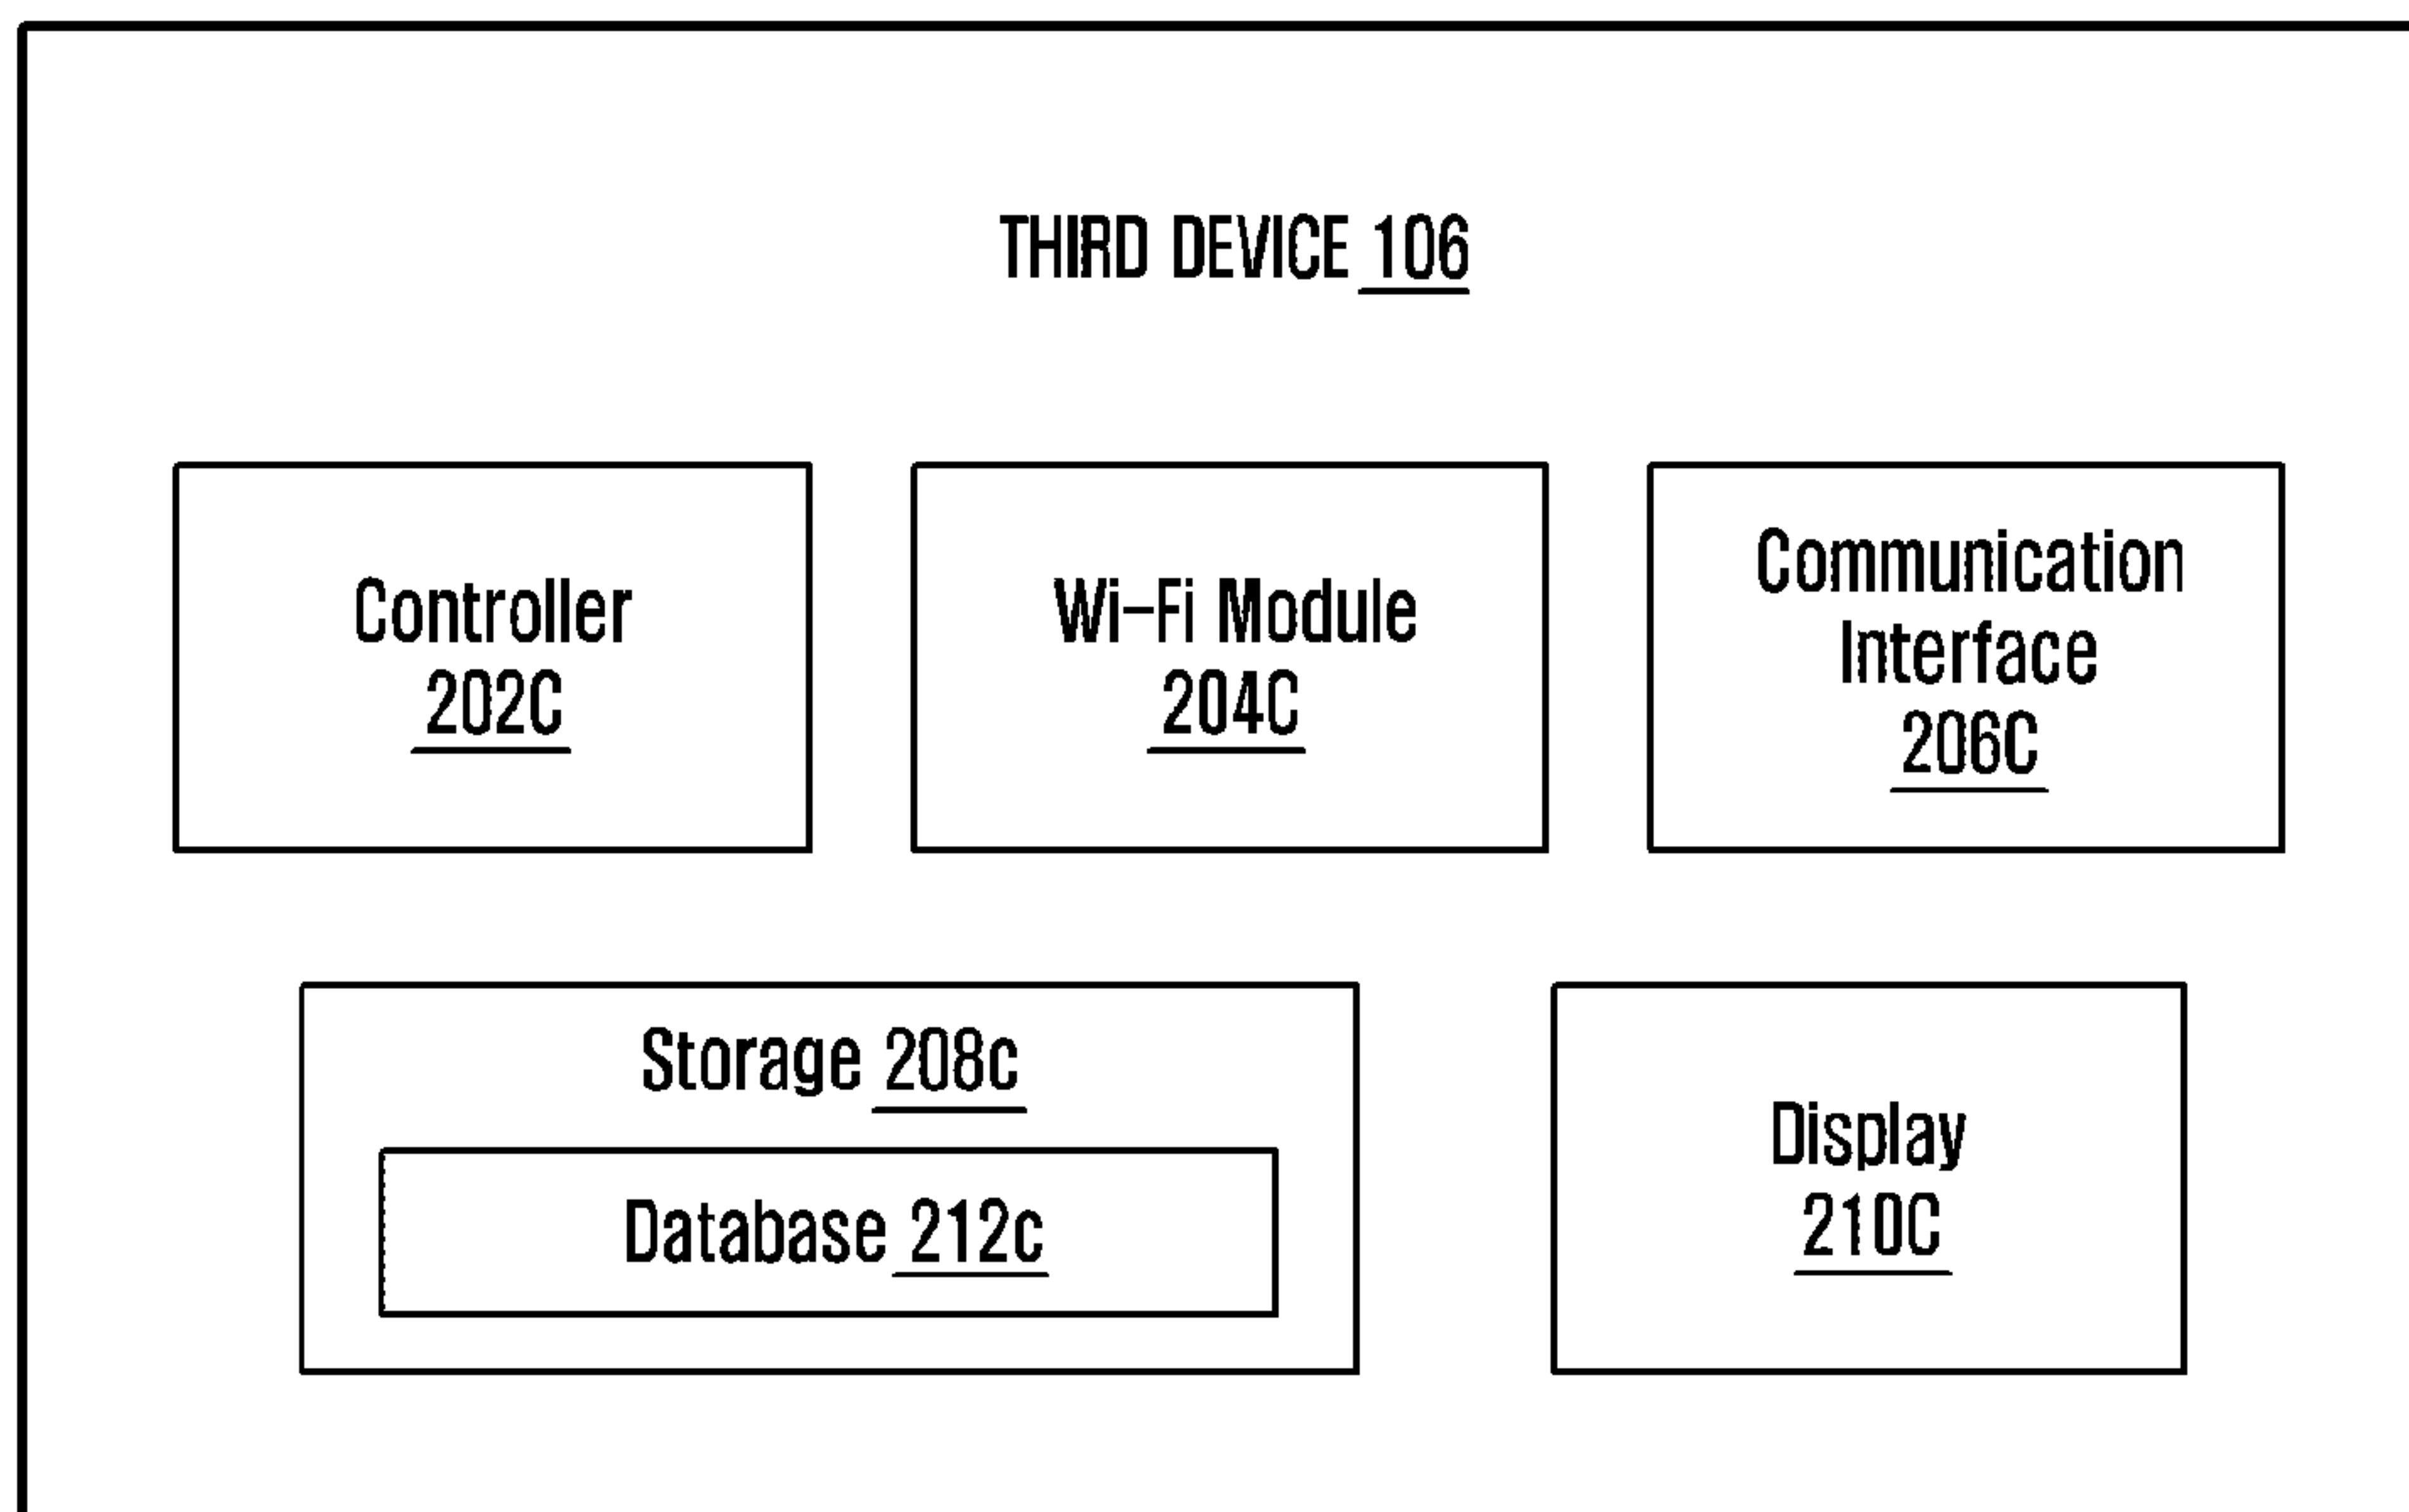 THIRD DEVICE 106
Controller
202C
Wi-Fi Module
204C
Communication
Interface
206C
Storage 208c
Database 212c
Display
210C